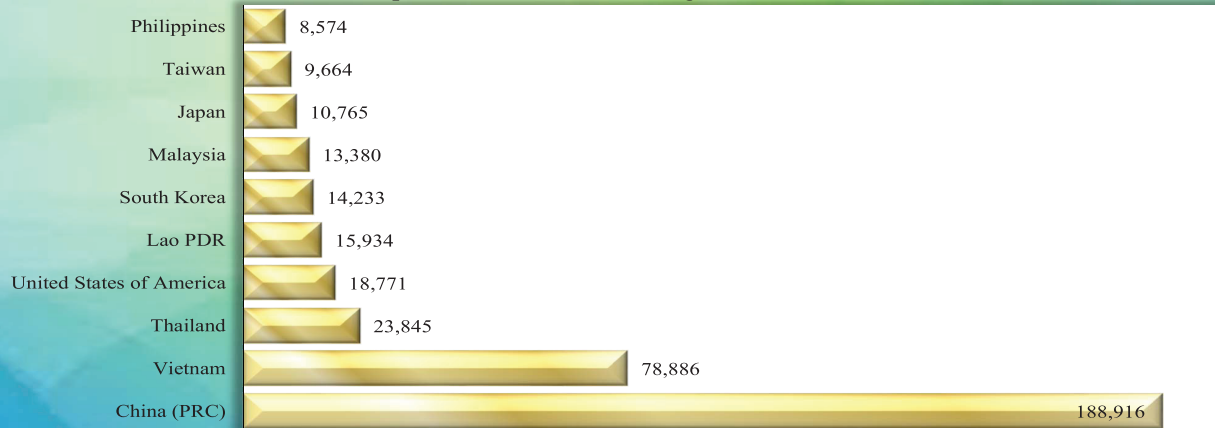 Philippines 8,574
Taiwan 9,664
Japan 10,765
Malaysia 13,380
South Korea 14,233
Lao PDR 15,934
United States of America 18,771
Thailand 23,845
Vietnam 78,886
China (PRC) 188,916